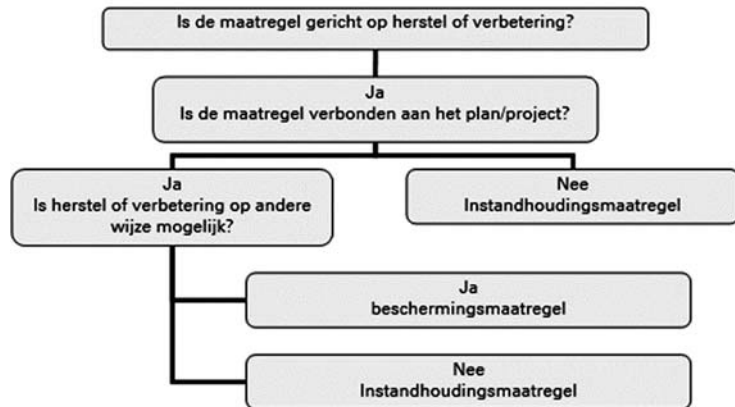 Is de maatregel gericht op herstel of verbetering?
Ja
Is de maatregel verbonden aan het plan/project?
Ja
Is herstel of verbetering op andere
wijze mogelijk?
Nee
Instandhoudingsmaatregel
Ja
beschermingsmaatregel
Nee
Instandhoudingsmaatregel